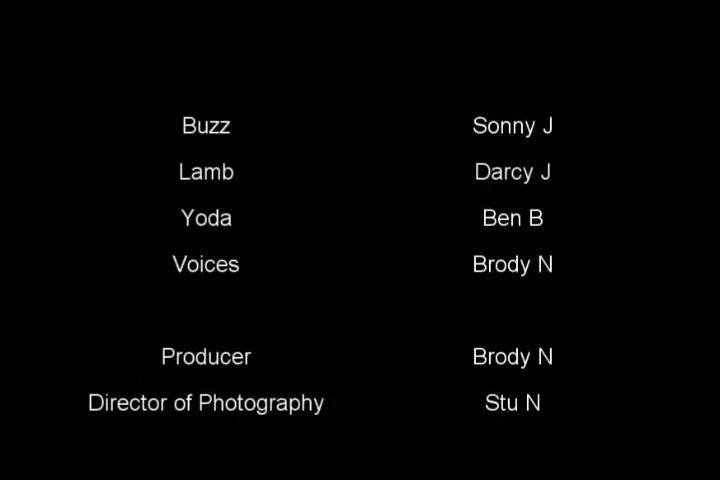 Buzz Sonny J
Lamb Darcy J
Yoda Ben B
Voices Brody N
Producer Brody N
Director of Photography Stu N